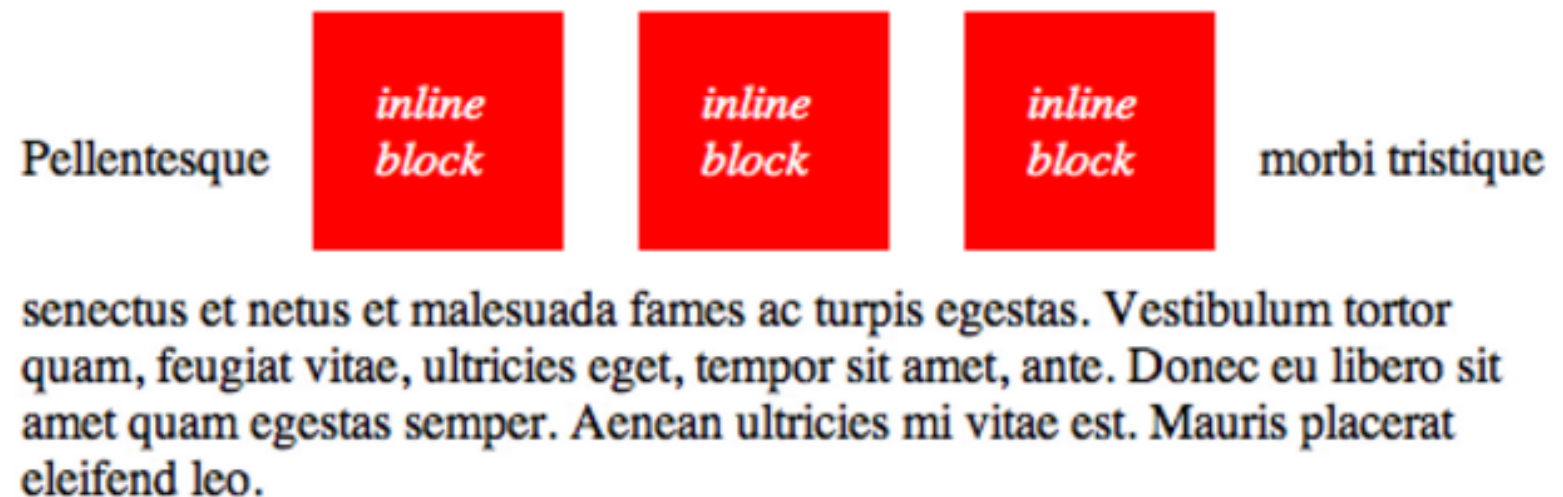 Pellentesque inline block inline block inline block morbi tristique
senectus et netus et malesuada fames ac turpis egestas. Vestibulum tortor
quam, feugiat vitae, ultricies eget, tempor sit amet, ante. Donec eu libero sit
amet quam egestas semper. Aenean ultricies mi vitae est. Mauris placerat
eleifend leo.